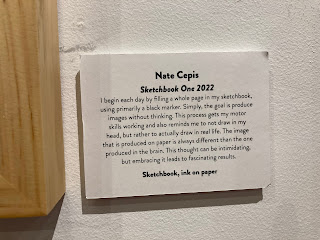 Nate Cepis
Sketchbook One 2022
I begin each day by filling a whole page in my sketchbook,
using primarily a black marker. Simply, the goal is produce
images without thinking. This process gets my motor
skills working and also reminds me to not draw in my
head, but rather to actually draw in real life. The image
that is produced on paper is always different than the one
produced in the brain. This thought can be intimidating,
but embracing it leads to fascinating results.
Sketchbook, ink on paper